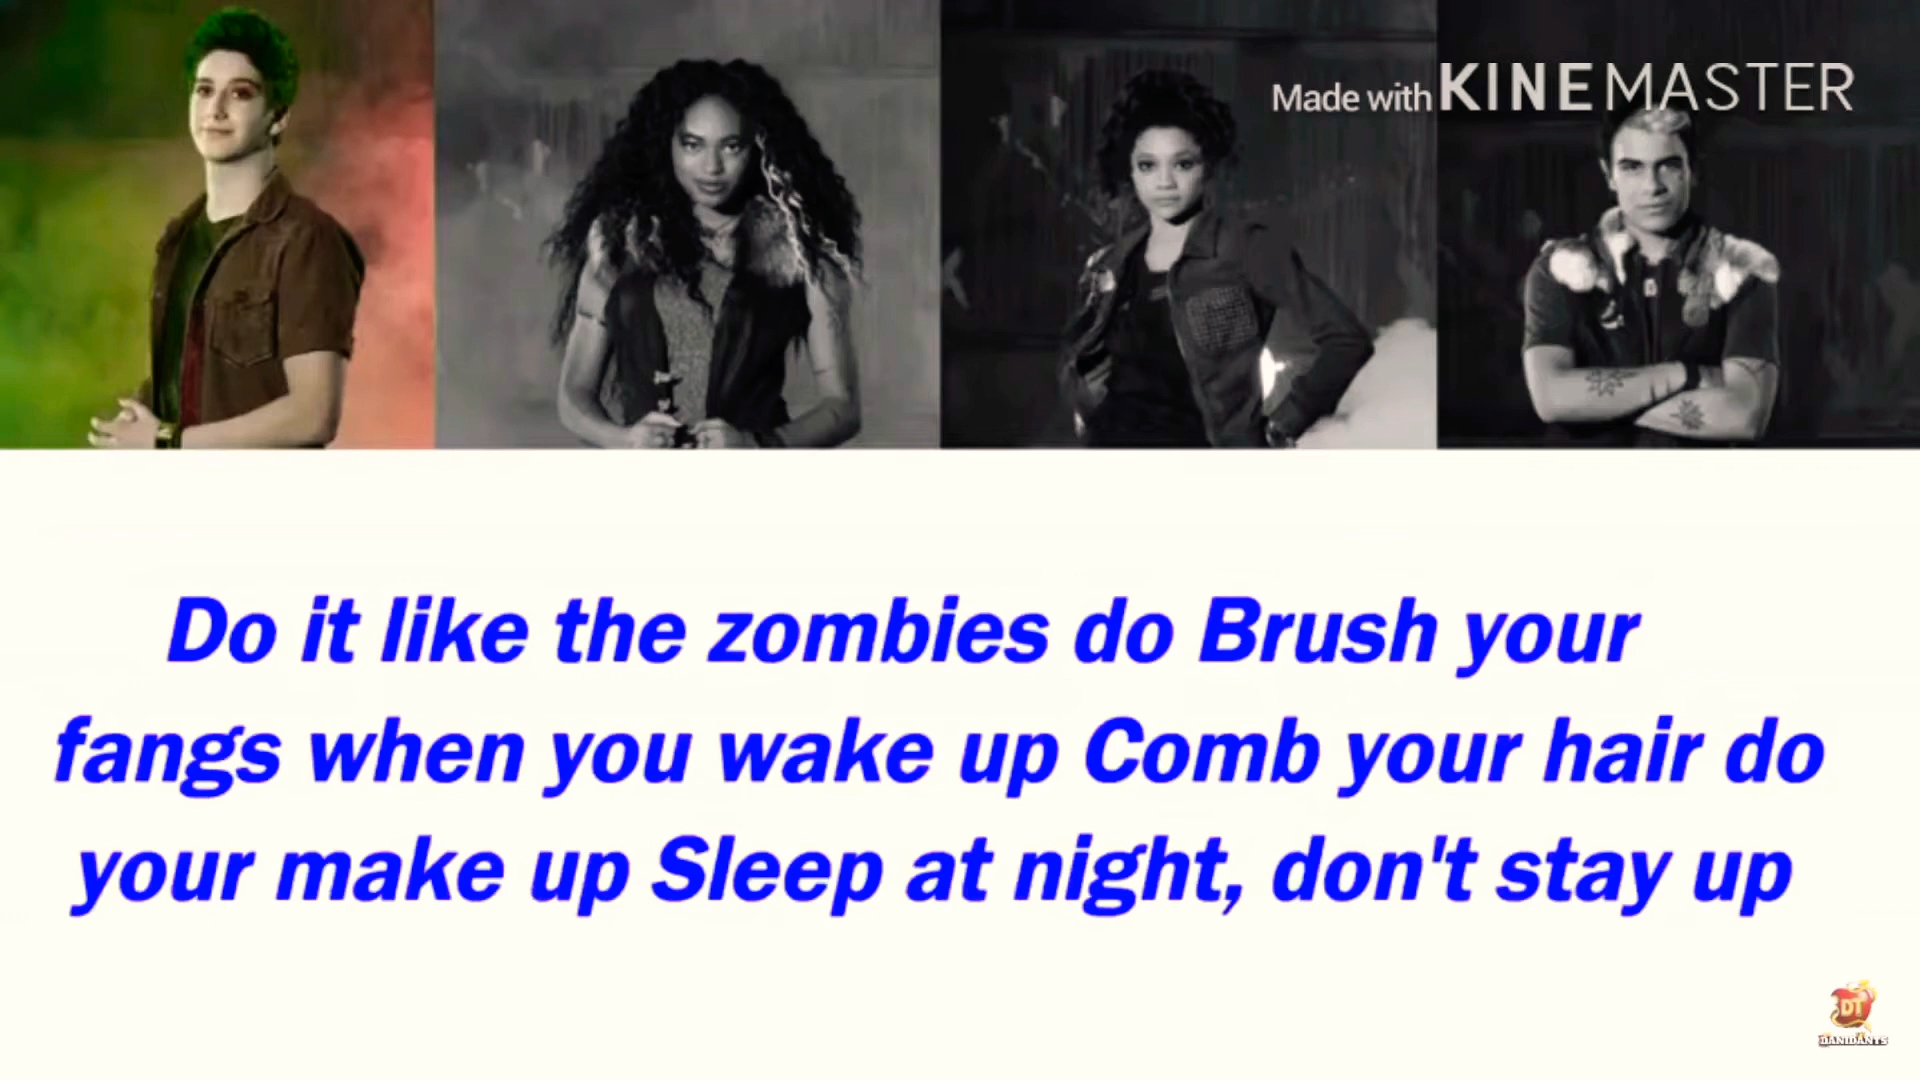 Made with KINEMASTER
Do it like the zombies do Brush your
fangs when you wake up Comb your hair do
your make up Sleep at night, don't stay up
DT
DANIDANTS